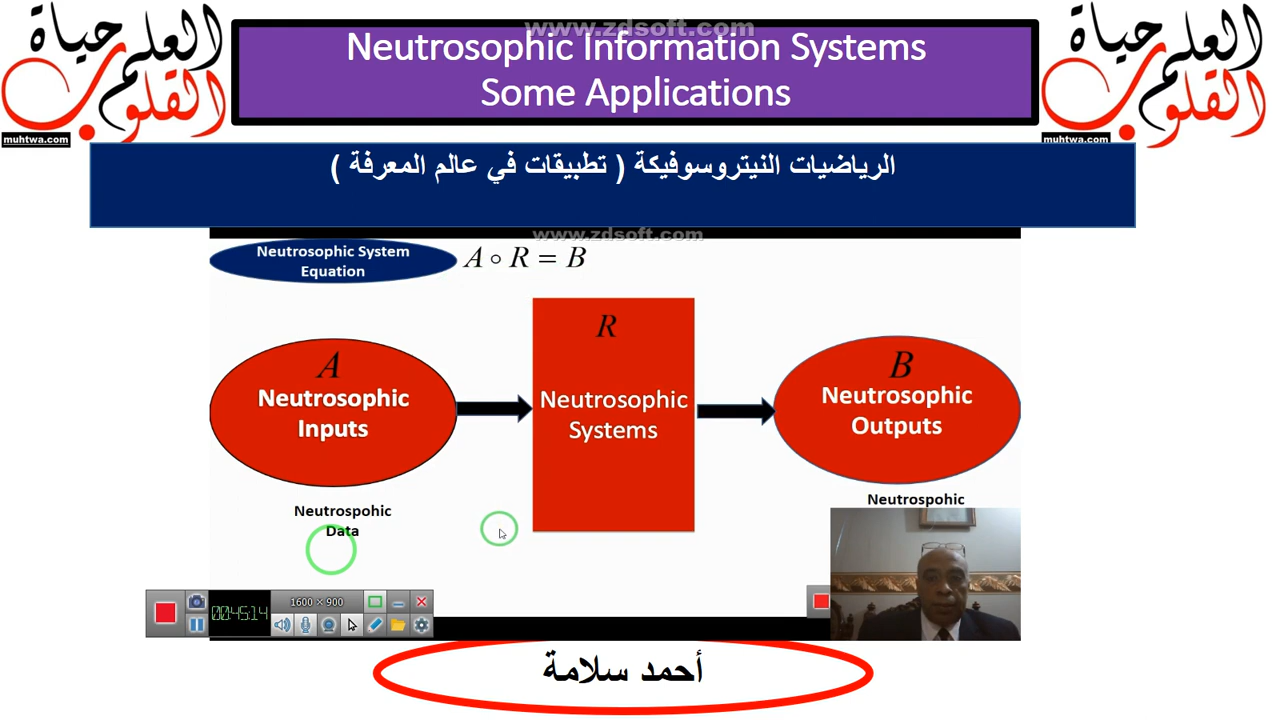 www.zdsoft.com
Neutrosophic Information Systems
Some Applications
العلم حياة
القلوب
muhtwa.com
العلم حياة
القلوب
muhtwa.com
الرياضيات النيتروسوفيكة ( تطبيقات في عالم المعرفة )
www.zdsoft.com
Neutrosophic System
Equation
A ∘ R = B
R
A
Neutrosophic
Inputs
Neutrosophic
Systems
B
Neutrosophic
Outputs
Neutrospohic
Data
Neutrospohic
1600 × 900
00:45:14
أحمد سلامة